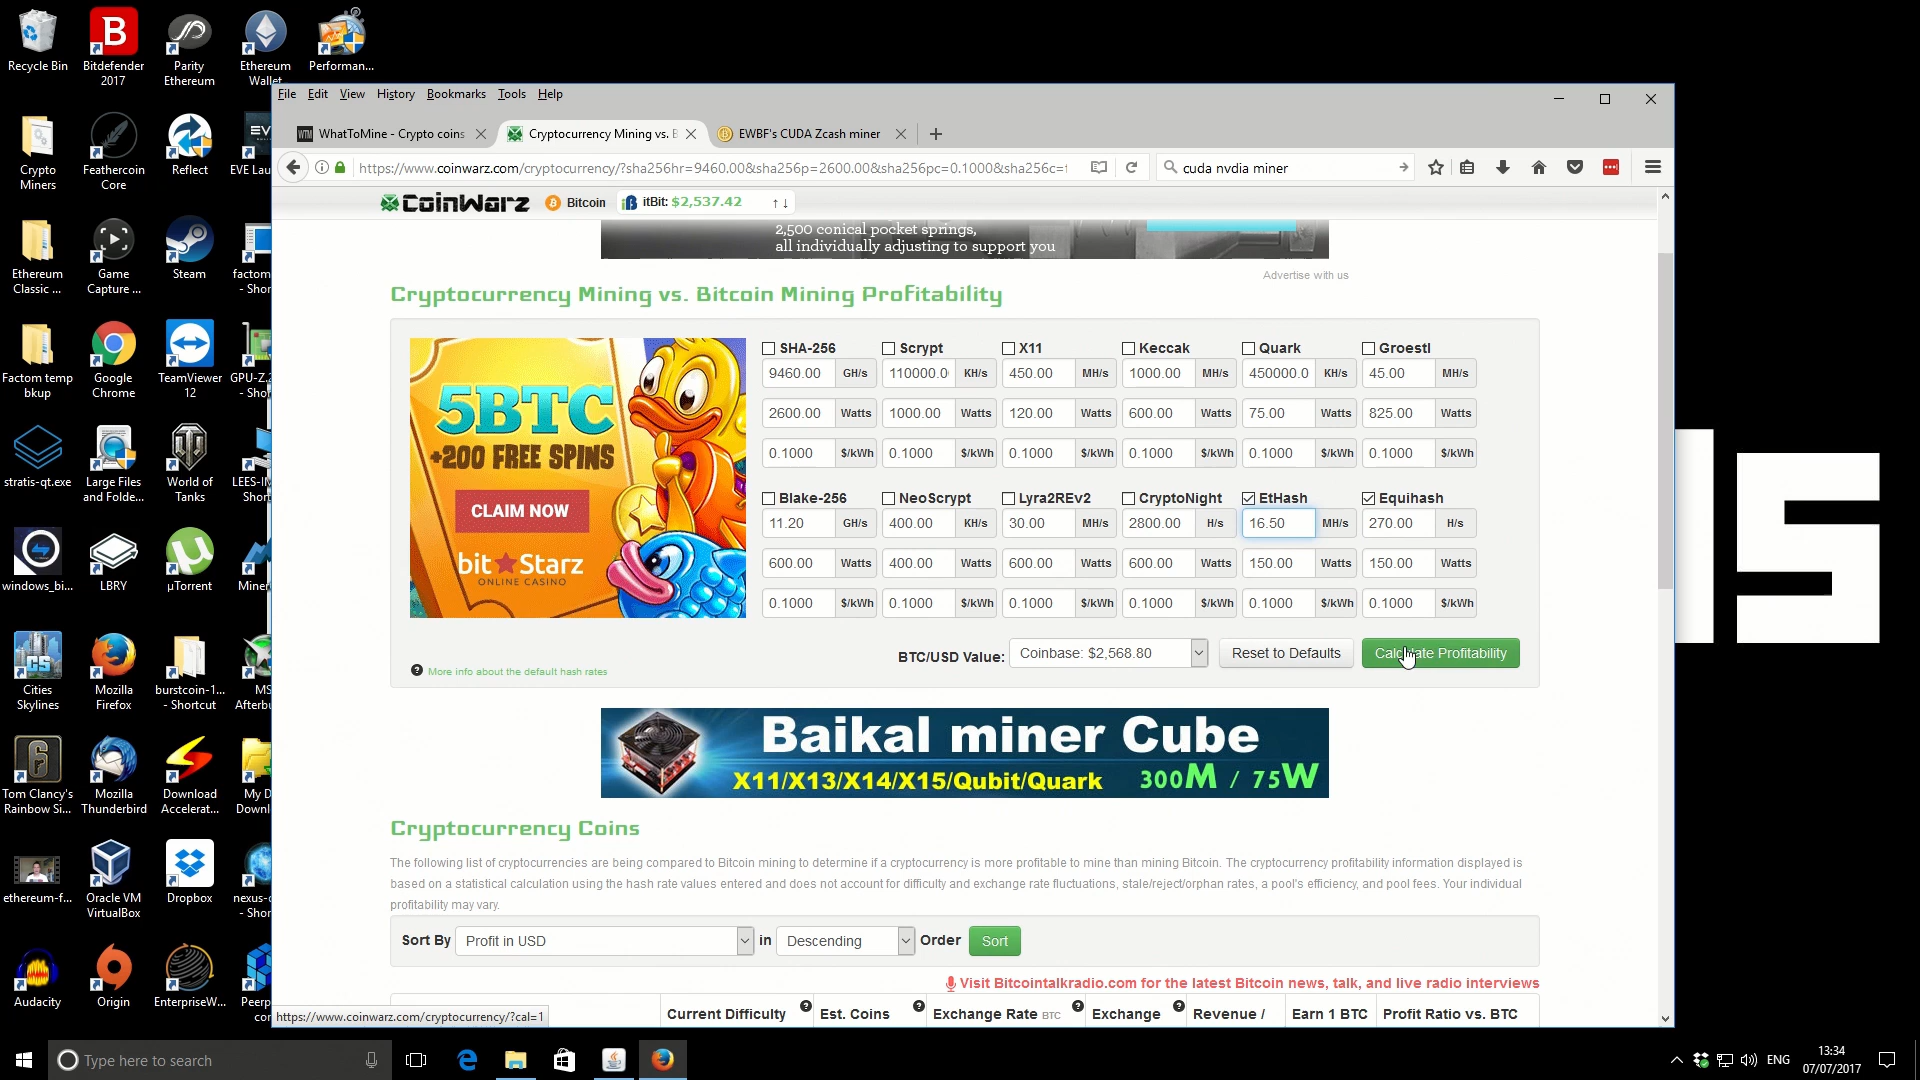 Recycle Bin
Bitdefender
2017
Parity
Ethereum
Ethereum
Wallet
Performan...
Crypto
Miners
Feathercoin
Core
Reflect
EVE Lau
Ethereum
Classic ...
Game
Capture ...
Steam
factom
- Shor
Factom temp
bkup
Google
Chrome
TeamViewer
12
GPU-Z.2
- Shor
stratis-qt.exe
Large Files
and Folde...
World of
Tanks
LEES-IM
Short
windows_bi...
LBRY
µTorrent
Miner
Cities
Skylines
Mozilla
Firefox
burstcoin-1...
- Shortcut
MS
Afterbu
Tom Clancy's
Rainbow Si...
Mozilla
Thunderbird
Download
Accelerat...
My D
Downl
ethereum-f...
Oracle VM
VirtualBox
Dropbox
nexus-q
- Shor
Audacity
Origin
EnterpriseW...
Peerp
cor
File Edit View History Bookmarks Tools Help
WTM WhatToMine - Crypto coins
Cryptocurrency Mining vs. B
EWBF's CUDA Zcash miner
https://www.coinwarz.com/cryptocurrency/?sha256hr=9460.00&sha256p=2600.00&sha256pc=0.1000&sha256c=f
cuda nvdia miner
CoinWarz Bitcoin itBit: $2,537.42 ↑ ↓
2,500 conical pocket springs,
all individually adjusting to support you
Advertise with us
Cryptocurrency Mining vs. Bitcoin Mining Profitability
5BTC
+200 FREE SPINS
CLAIM NOW
bit★Starz
ONLINE CASINO
SHA-256 Scrypt X11 Keccak Quark Groestl
9460.00 GH/s 110000.0 KH/s 450.00 MH/s 1000.00 MH/s 450000.0 KH/s 45.00 MH/s
2600.00 Watts 1000.00 Watts 120.00 Watts 600.00 Watts 75.00 Watts 825.00 Watts
0.1000 $/kWh 0.1000 $/kWh 0.1000 $/kWh 0.1000 $/kWh 0.1000 $/kWh 0.1000 $/kWh
Blake-256 NeoScrypt Lyra2REv2 CryptoNight EtHash Equihash
11.20 GH/s 400.00 KH/s 30.00 MH/s 2800.00 H/s 16.50 MH/s 270.00 H/s
600.00 Watts 400.00 Watts 600.00 Watts 600.00 Watts 150.00 Watts 150.00 Watts
0.1000 $/kWh 0.1000 $/kWh 0.1000 $/kWh 0.1000 $/kWh 0.1000 $/kWh 0.1000 $/kWh
BTC/USD Value: Coinbase: $2,568.80 Reset to Defaults Calculate Profitability
More info about the default hash rates
Baikal miner Cube
X11/X13/X14/X15/Qubit/Quark 300M / 75W
Cryptocurrency Coins
The following list of cryptocurrencies are being compared to Bitcoin mining to determine if a cryptocurrency is more profitable to mine than mining Bitcoin. The cryptocurrency profitability information displayed is
based on a statistical calculation using the hash rate values entered and does not account for difficulty and exchange rate fluctuations, stale/reject/orphan rates, a pool's efficiency, and pool fees. Your individual
profitability may vary.
Sort By Profit in USD in Descending Order Sort
Visit Bitcointalkradio.com for the latest Bitcoin news, talk, and live radio interviews
Current Difficulty Est. Coins Exchange Rate BTC Exchange Revenue / Earn 1 BTC Profit Ratio vs. BTC
https://www.coinwarz.com/cryptocurrency/?cal=1
Type here to search
ENG
13:34
07/07/2017